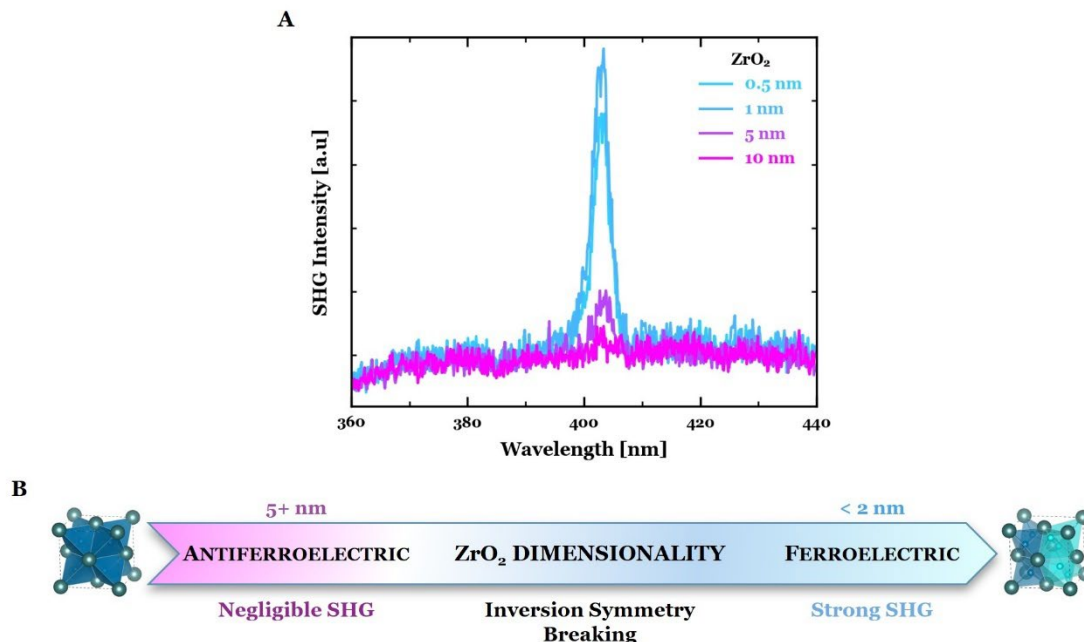 A
SHG Intensity [a.u]
ZrO₂
0.5 nm
1 nm
5 nm
10 nm
360 380 400 420 440
Wavelength [nm]
B
5+ nm < 2 nm
ANTIFERROELECTRIC ZrO₂ DIMENSIONALITY FERROELECTRIC
Negligible SHG Inversion Symmetry Strong SHG
Breaking